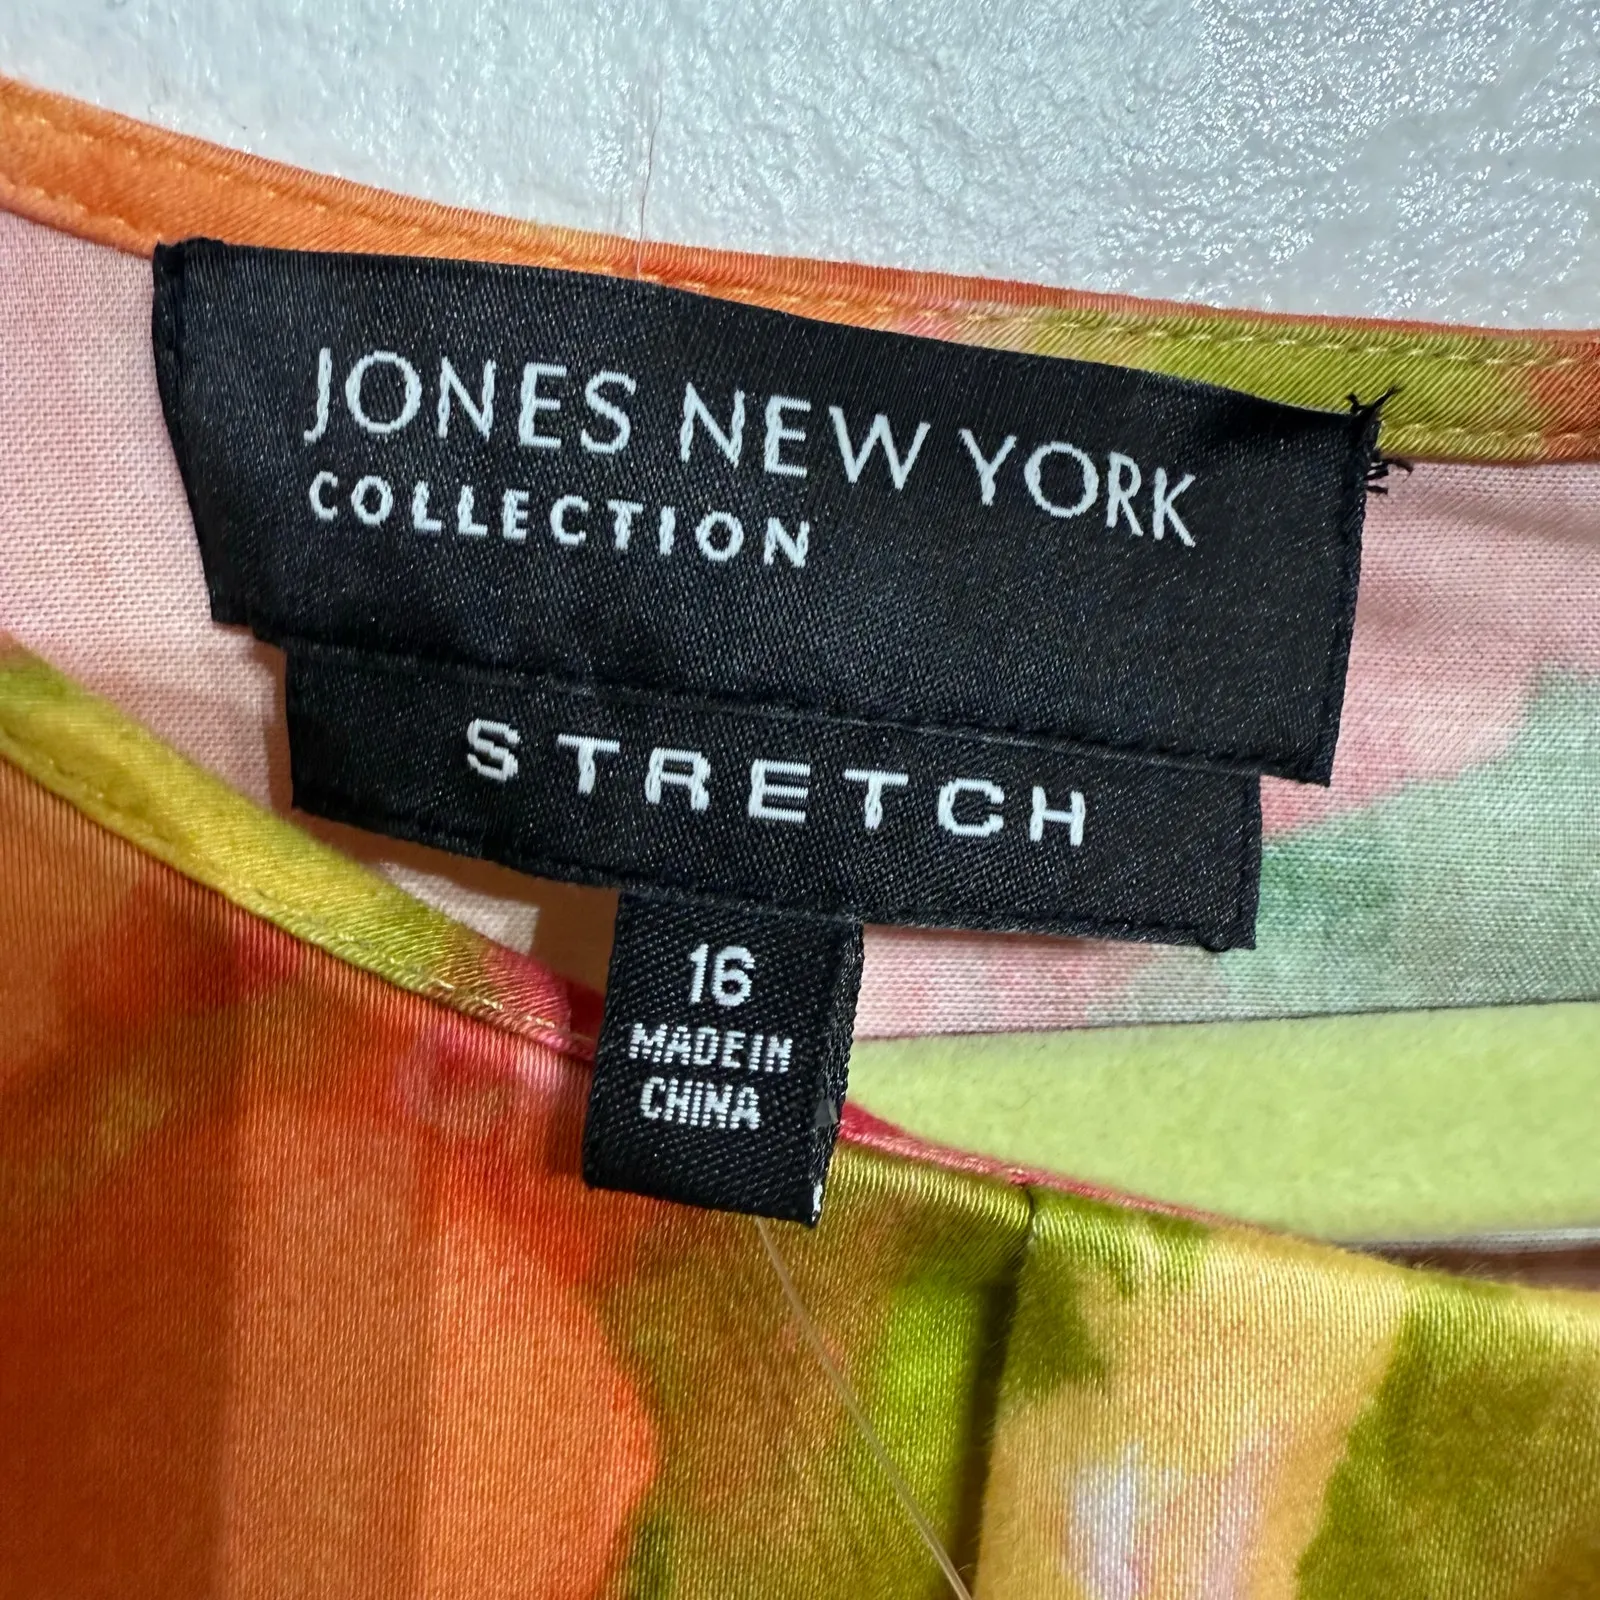 JONES NEW YORK
COLLECTION
STRETCH
16
MADE IN
CHINA